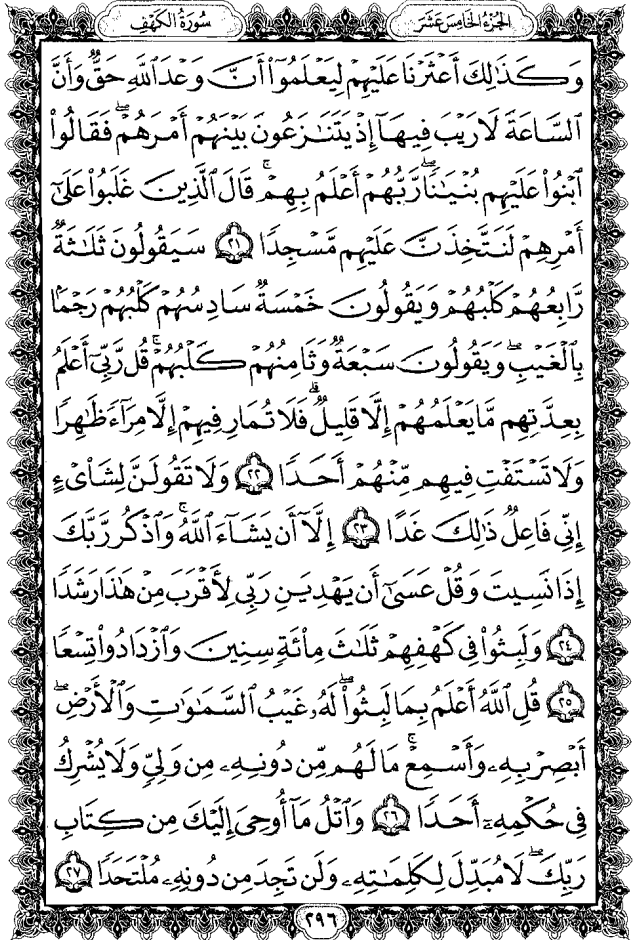 الجزء الخامس عشر
سورة الكهف
وَكَذَٰلِكَ أَعْثَرْنَا عَلَيْهِمْ لِيَعْلَمُوٓا۟ أَنَّ وَعْدَ ٱللَّهِ حَقٌّ وَأَنَّ
ٱلسَّاعَةَ لَا رَيْبَ فِيهَآ إِذْ يَتَنَٰزَعُونَ بَيْنَهُمْ أَمْرَهُمْ ۖ فَقَالُوا۟
ٱبْنُوا۟ عَلَيْهِم بُنْيَٰنًا ۖ رَّبُّهُمْ أَعْلَمُ بِهِمْ ۚ قَالَ ٱلَّذِينَ غَلَبُوا۟ عَلَىٰٓ
أَمْرِهِمْ لَنَتَّخِذَنَّ عَلَيْهِم مَّسْجِدًا ٢١ سَيَقُولُونَ ثَلَٰثَةٌ
رَّابِعُهُمْ كَلْبُهُمْ وَيَقُولُونَ خَمْسَةٌ سَادِسُهُمْ كَلْبُهُمْ رَجْمًۢا
بِٱلْغَيْبِ ۖ وَيَقُولُونَ سَبْعَةٌ وَثَامِنُهُمْ كَلْبُهُمْ ۚ قُل رَّبِّىٓ أَعْلَمُ
بِعِدَّتِهِم مَّا يَعْلَمُهُمْ إِلَّا قَلِيلٌ ۗ فَلَا تُمَارِ فِيهِمْ إِلَّا مِرَآءً ظَٰهِرًا
وَلَا تَسْتَفْتِ فِيهِم مِّنْهُمْ أَحَدًا ٢٢ وَلَا تَقُولَنَّ لِشَا۟ىْءٍ
إِنِّى فَاعِلٌ ذَٰلِكَ غَدًا ٢٣ إِلَّآ أَن يَشَآءَ ٱللَّهُ ۚ وَٱذْكُر رَّبَّكَ
إِذَا نَسِيتَ وَقُلْ عَسَىٰٓ أَن يَهْدِيَنِ رَبِّى لِأَقْرَبَ مِنْ هَٰذَا رَشَدًا
٢٤ وَلَبِثُوا۟ فِى كَهْفِهِمْ ثَلَٰثَ مِا۟ئَةٍ سِنِينَ وَٱزْدَادُوا۟ تِسْعًا
٢٥ قُلِ ٱللَّهُ أَعْلَمُ بِمَا لَبِثُوا۟ ۖ لَهُۥ غَيْبُ ٱلسَّمَٰوَٰتِ وَٱلْأَرْضِ ۖ
أَبْصِرْ بِهِۦ وَأَسْمِعْ ۚ مَا لَهُم مِّن دُونِهِۦ مِن وَلِىٍّ وَلَا يُشْرِكُ
فِى حُكْمِهِۦٓ أَحَدًا ٢٦ وَٱتْلُ مَآ أُوحِىَ إِلَيْكَ مِن كِتَابِ
رَبِّكَ ۖ لَا مُبَدِّلَ لِكَلِمَٰتِهِۦ وَلَن تَجِدَ مِن دُونِهِۦ مُلْتَحَدًا ٢٧
٢٩٦